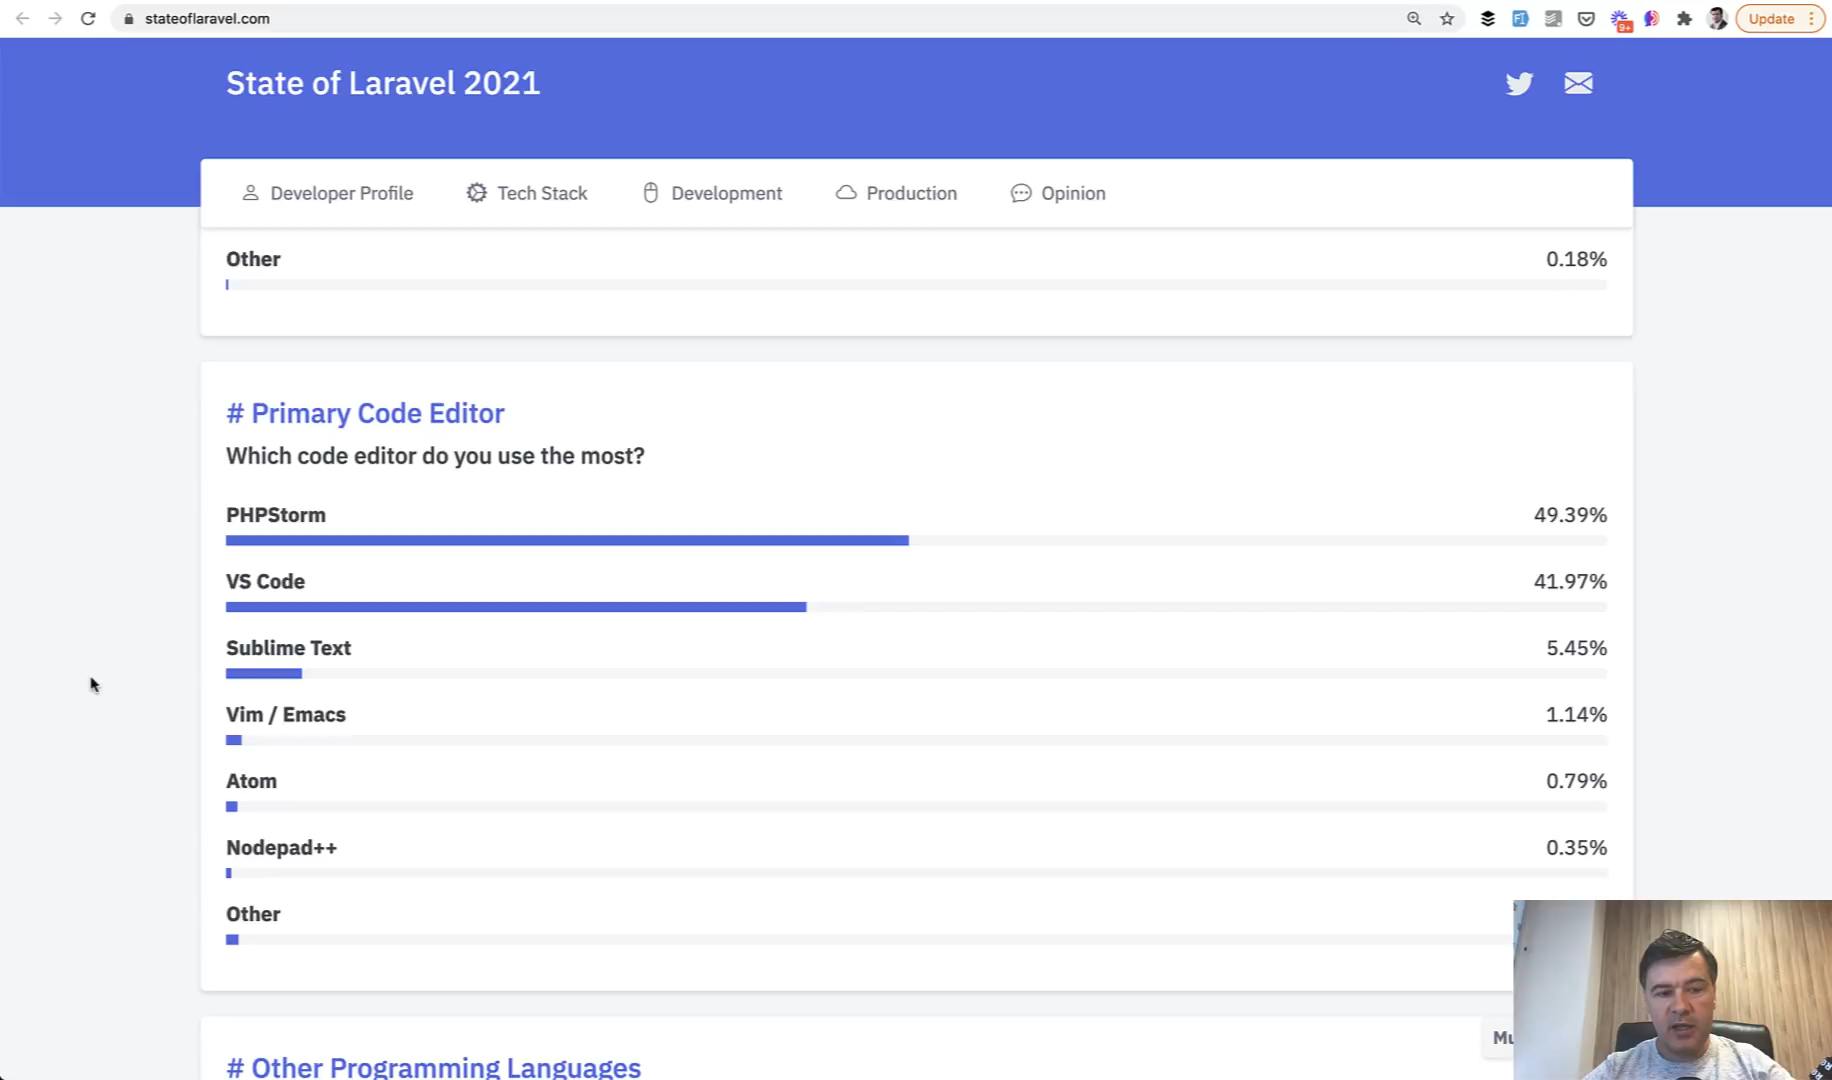 stateoflaravel.com
9+
Update
State of Laravel 2021
Developer Profile
Tech Stack
Development
Production
Opinion
Other
0.18%
# Primary Code Editor
Which code editor do you use the most?
PHPStorm
49.39%
VS Code
41.97%
Sublime Text
5.45%
Vim / Emacs
1.14%
Atom
0.79%
Nodepad++
0.35%
Other
Mu
# Other Programming Languages